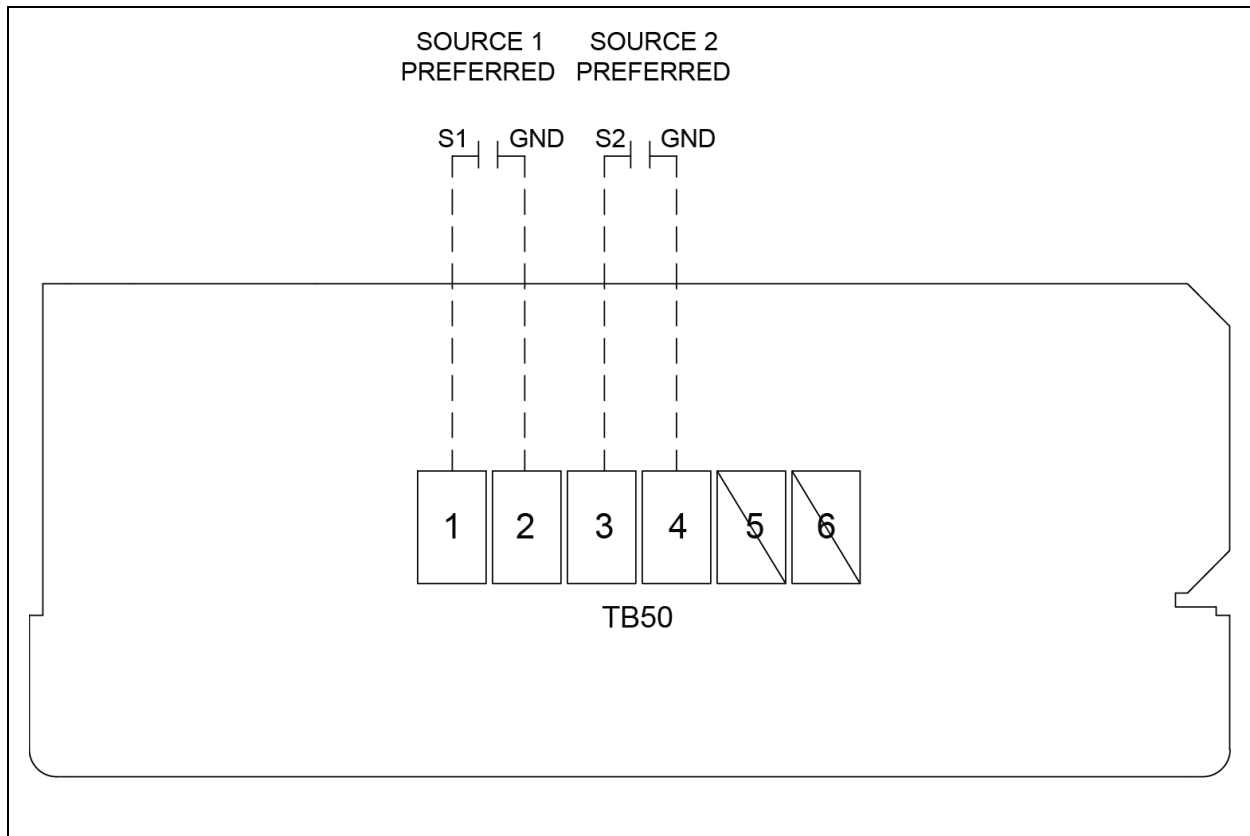 SOURCE 1
PREFERRED
SOURCE 2
PREFERRED
S1 GND S2 GND
1 2 3 4 5 6
TB50